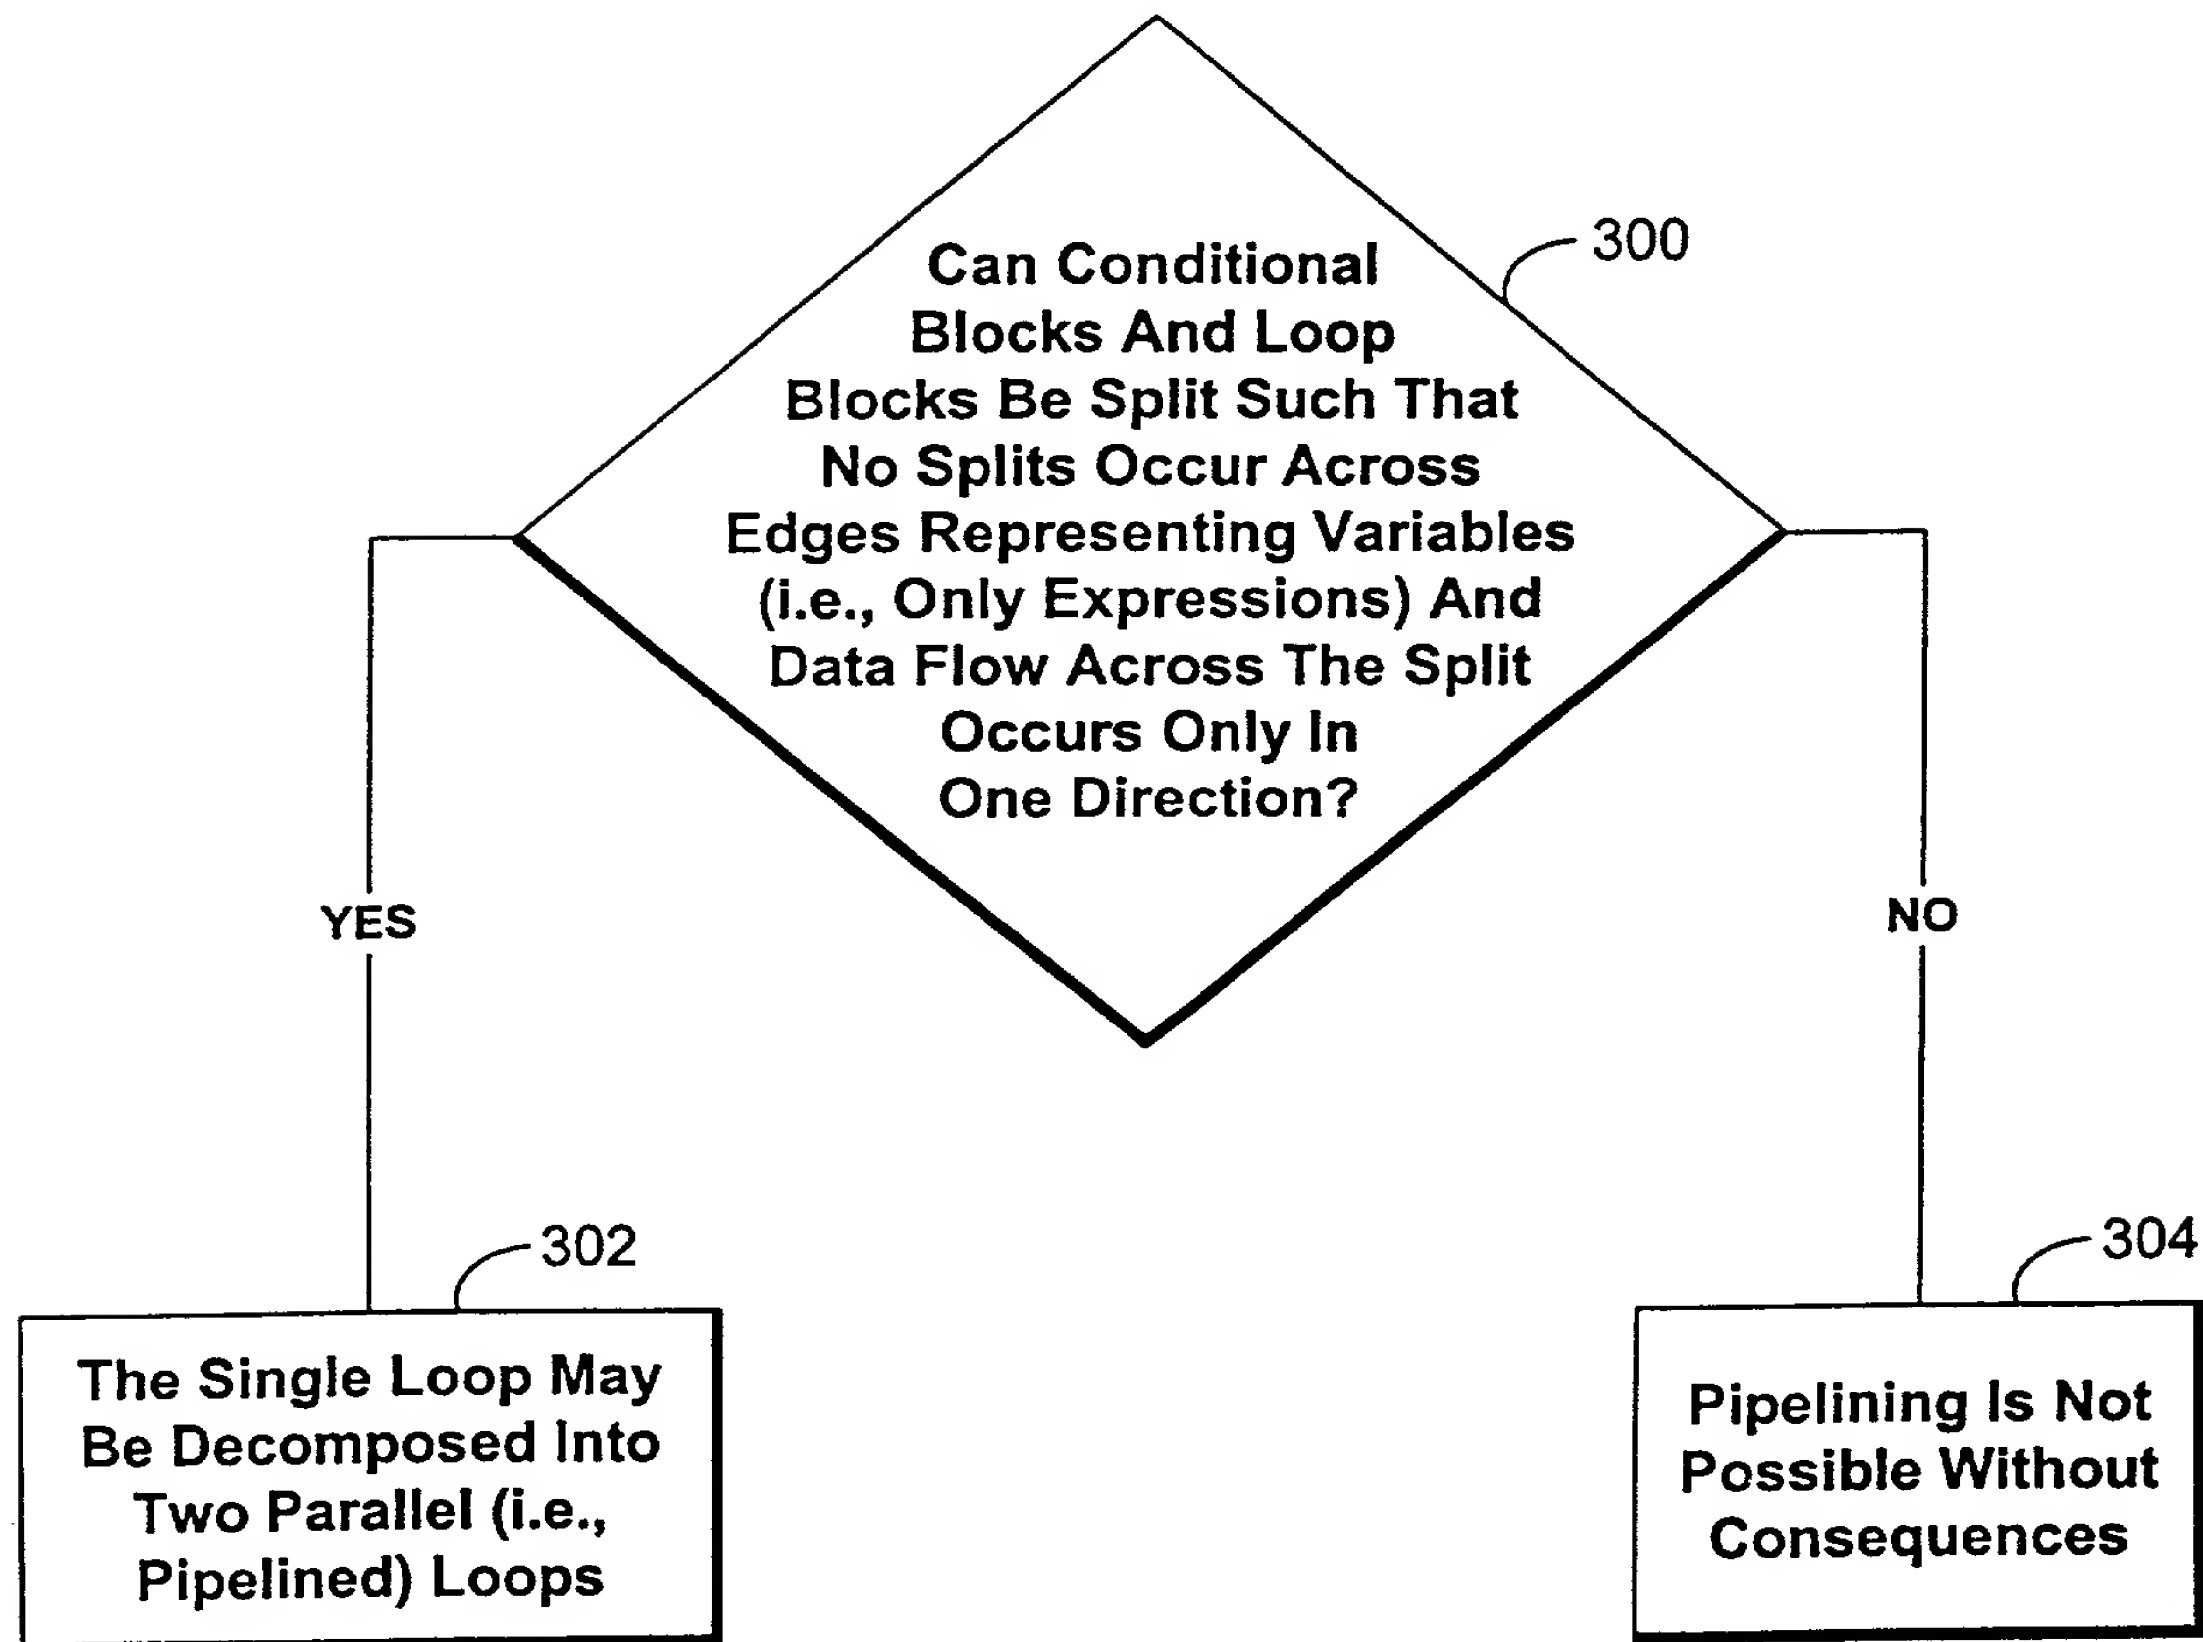 300
Can Conditional
Blocks And Loop
Blocks Be Split Such That
No Splits Occur Across
Edges Representing Variables
(i.e., Only Expressions) And
Data Flow Across The Split
Occurs Only In
One Direction?
YES
NO
302
The Single Loop May
Be Decomposed Into
Two Parallel (i.e.,
Pipelined) Loops
304
Pipelining Is Not
Possible Without
Consequences